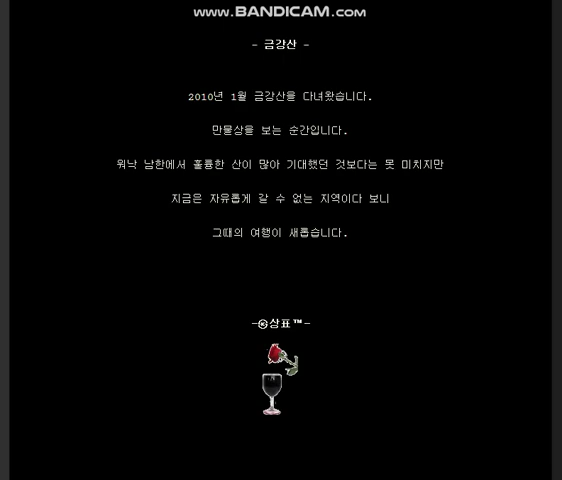 www.BANDICAM.com
- 금강산 -
2010년 1월 금강산을 다녀왔습니다.
만물상을 보는 순간입니다.
워낙 남한에서 훌륭한 산이 많아 기대했던 것보다는 못 미치지만
지금은 자유롭게 갈 수 없는 지역이다 보니
그때의 여행이 새롭습니다.
-㉿상표™-